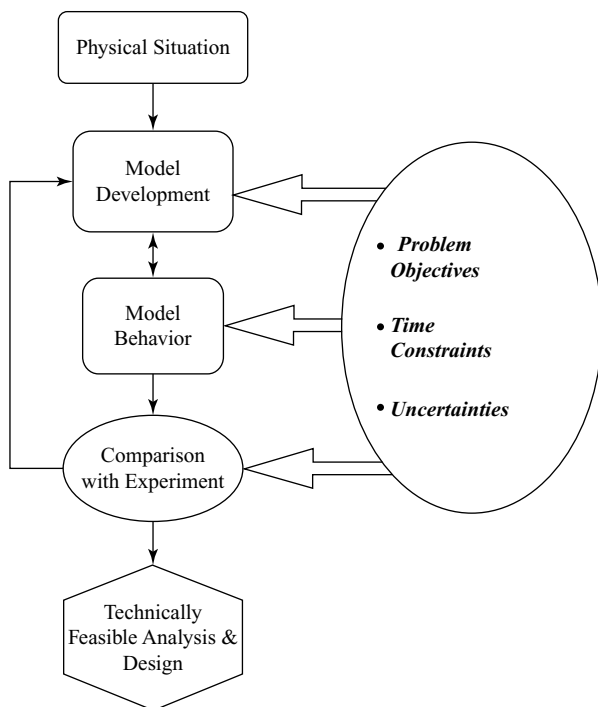 Physical Situation
Model
Development
Model
Behavior
Comparison
with Experiment
Technically
Feasible Analysis &
Design
• Problem
Objectives
• Time
Constraints
• Uncertainties